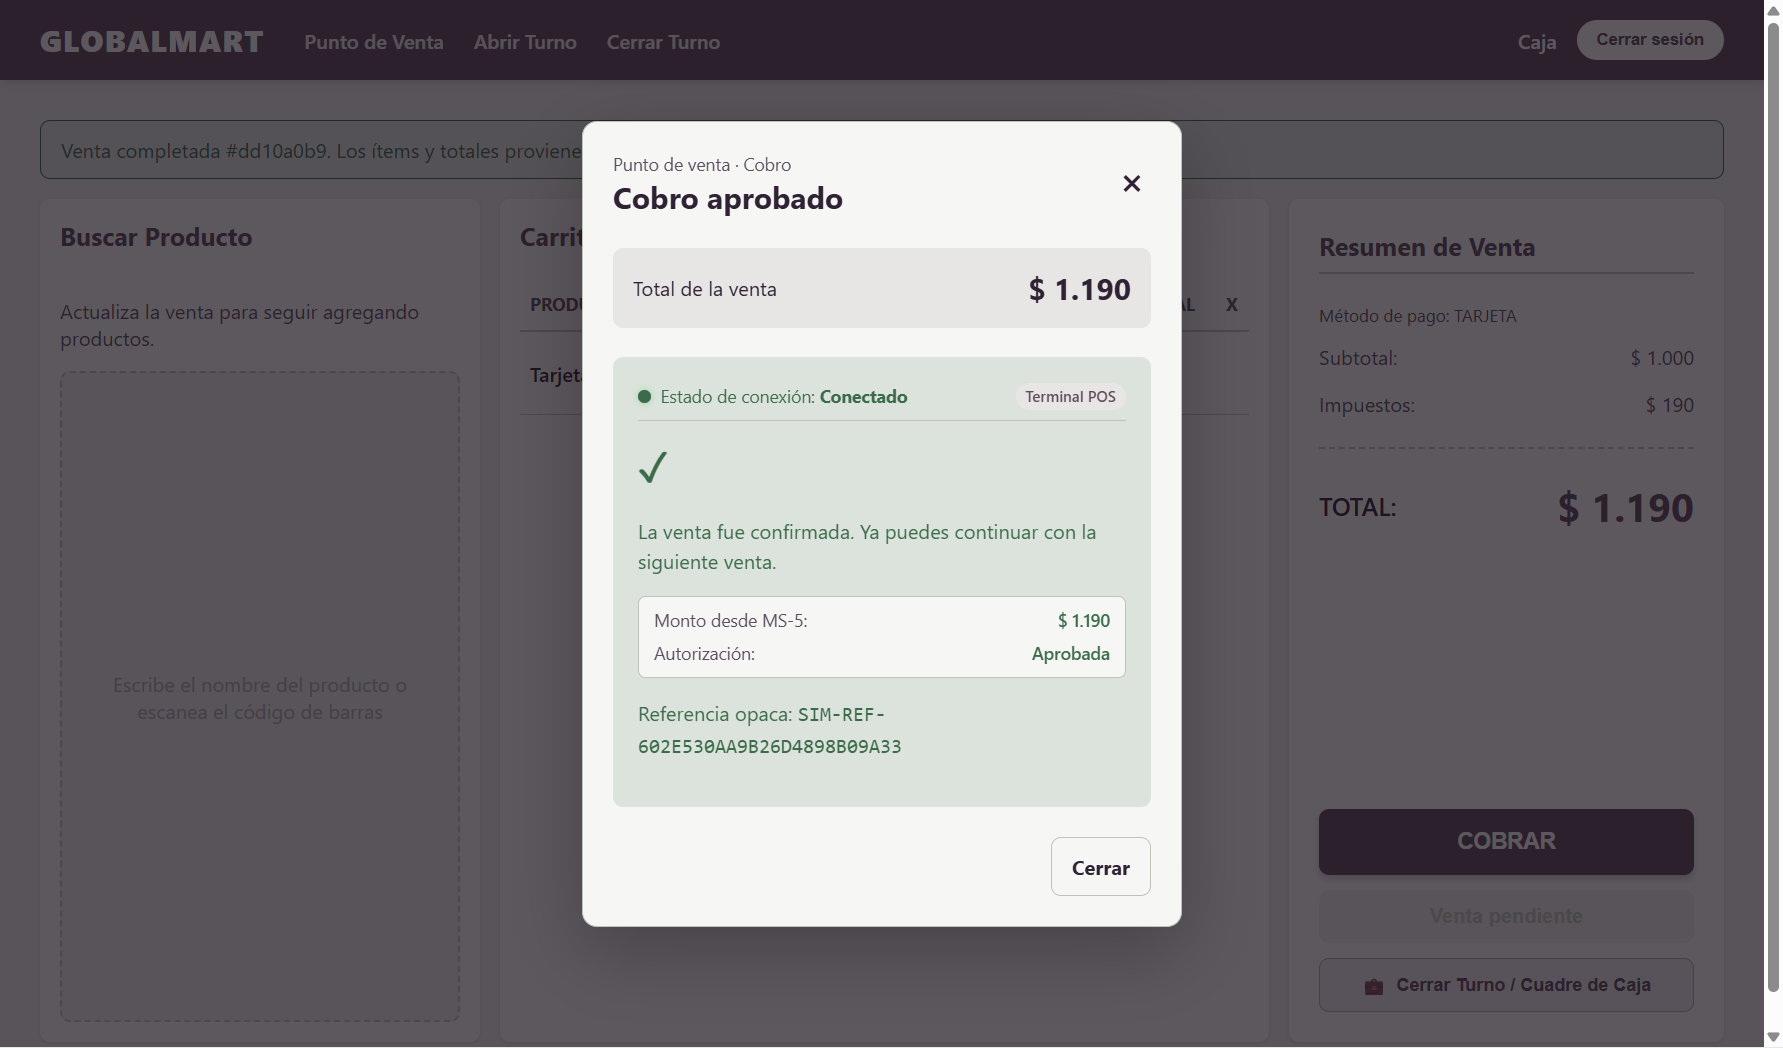 GLOBALMART
Punto de Venta
Abrir Turno
Cerrar Turno
Caja
Cerrar sesión
Venta completada #dd10a0b9. Los ítems y totales proviene
Buscar Producto
Actualiza la venta para seguir agregando
productos.
Escribe el nombre del producto o
escanea el código de barras
Carrit
PRODU
AL
X
Tarjeta
Punto de venta · Cobro
Cobro aprobado
✕
Total de la venta
$ 1.190
Estado de conexión: Conectado
Terminal POS
La venta fue confirmada. Ya puedes continuar con la
siguiente venta.
Monto desde MS-5:
$ 1.190
Autorización:
Aprobada
Referencia opaca: SIM-REF-
602E530AA9B26D4898B09A33
Cerrar
Resumen de Venta
Método de pago: TARJETA
Subtotal:
$ 1.000
Impuestos:
$ 190
TOTAL:
$ 1.190
COBRAR
Venta pendiente
Cerrar Turno / Cuadre de Caja